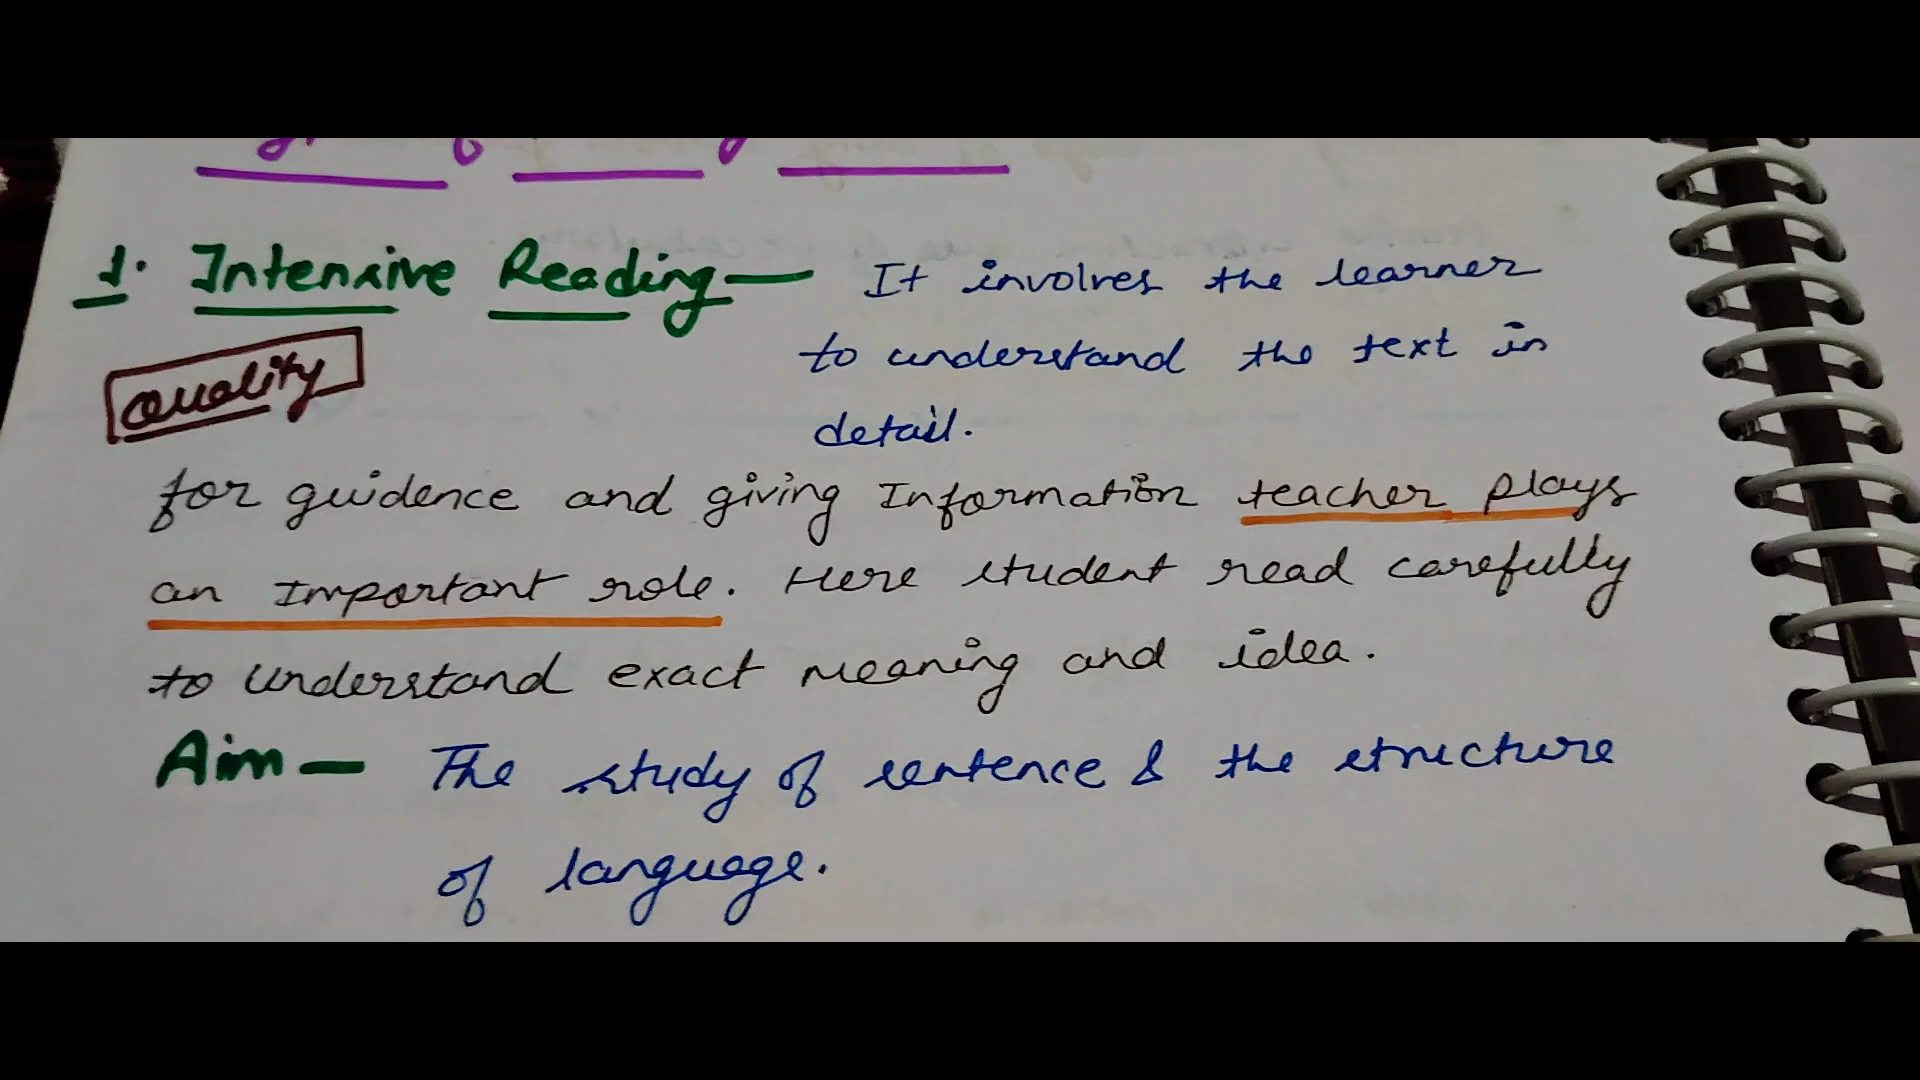 1. Intensive Reading — It involves the learner
Quality
to understand the text in
detail.
for guidence and giving Information teacher plays
an Important role. Here student read carefully
to understand exact meaning and idea.
Aim — The study of sentence & the structure
of language.